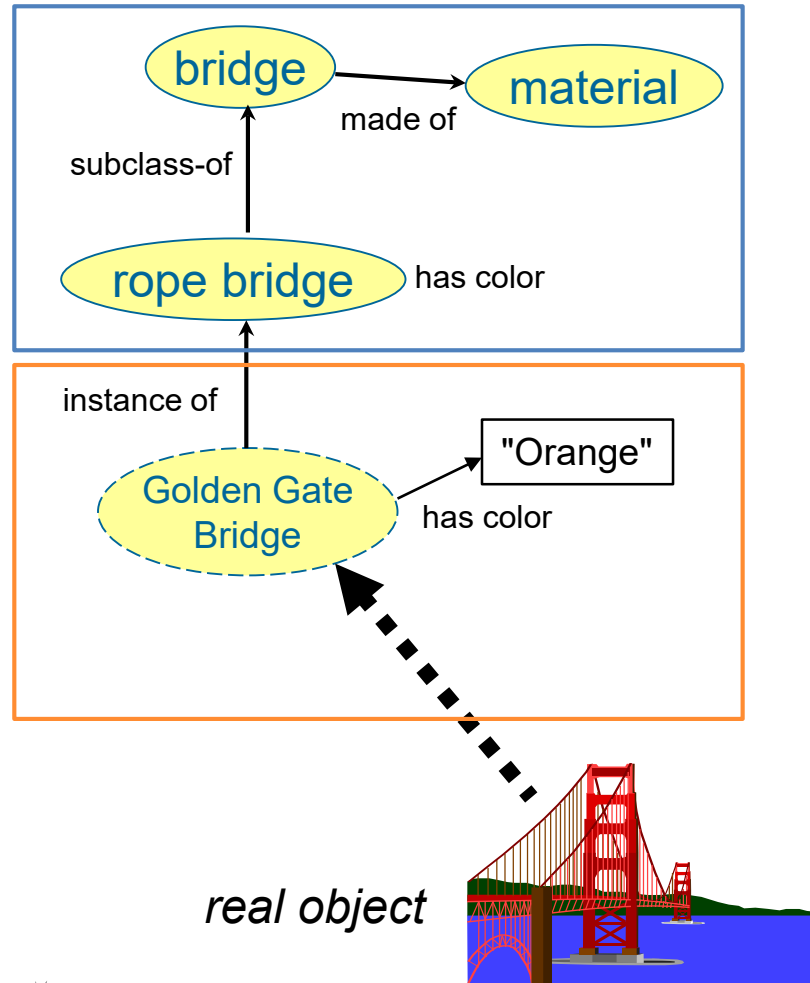 bridge
material
made of
subclass-of
rope bridge
has color
instance of
"Orange"
Golden Gate
Bridge
has color
real object